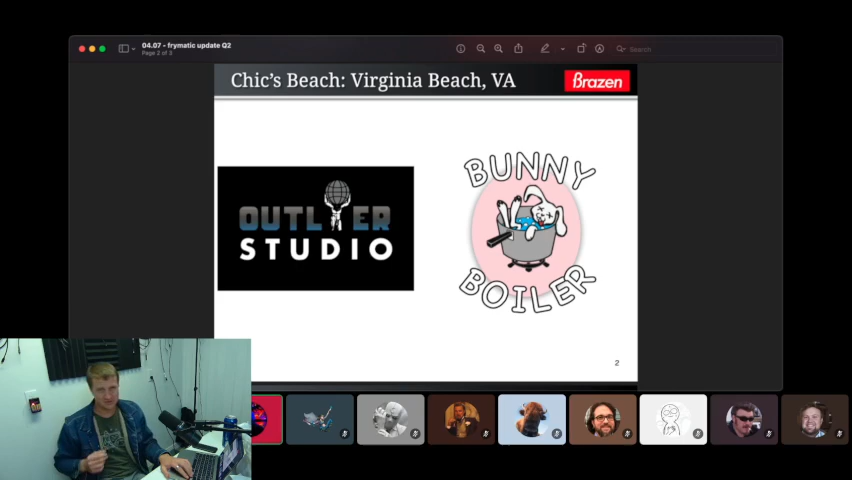 04.07 - frymatic update Q2
Page 2 of 3
Search
Chic's Beach: Virginia Beach, VA
Brazen
OUTLIER
STUDIO
BUNNY
BOILER
2